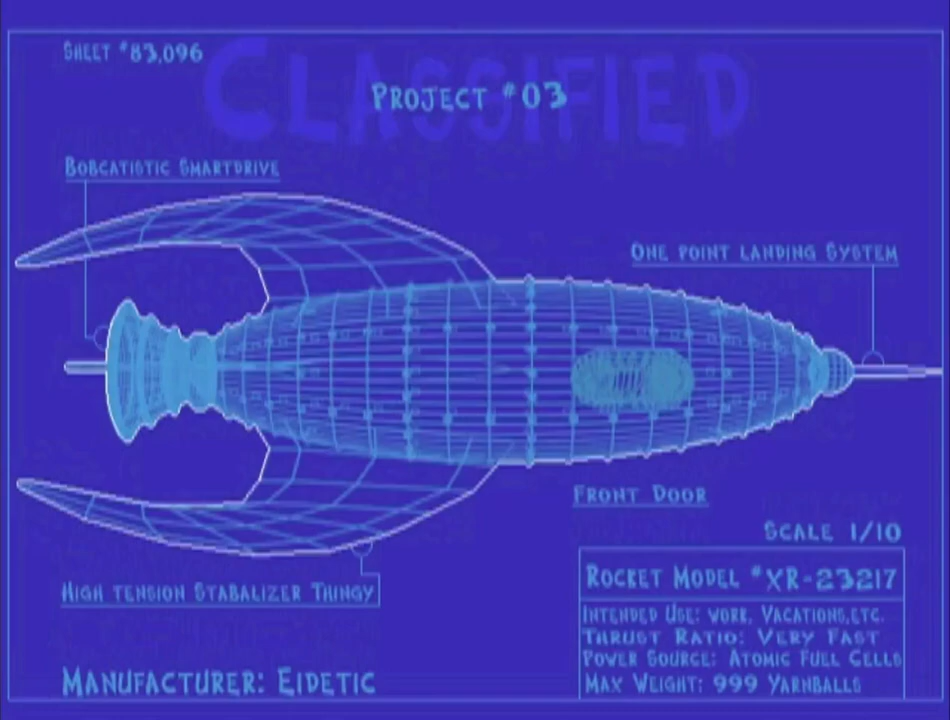 Sheet #83,096
CLASSIFIED
Project #03
Bobcatistic Smartdrive
One point landing System
Front Door
Scale 1/10
High tension Stabalizer Thingy
Rocket Model #XR-23217
Intended Use: work, Vacations,etc.
Thrust Ratio: Very Fast
Power Source: Atomic Fuel Cells
Max Weight: 999 Yarnballs
Manufacturer: Eidetic